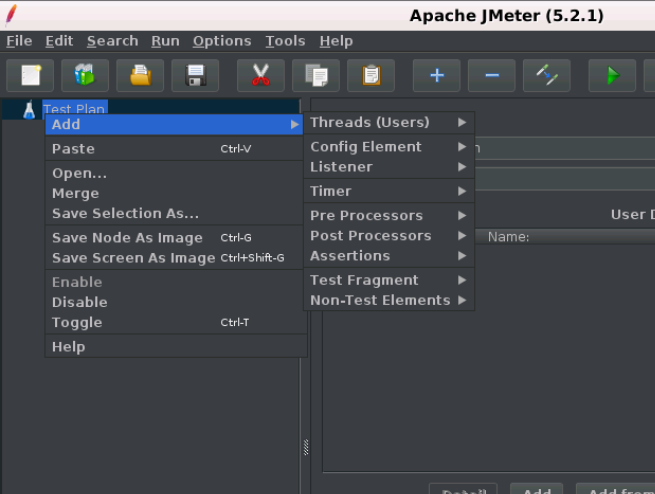 Apache JMeter (5.2.1)
File Edit Search Run Options Tools Help
Test Plan
Add
Paste Ctrl-V
Open...
Merge
Save Selection As...
Save Node As Image Ctrl-G
Save Screen As Image Ctrl+Shift-G
Enable
Disable
Toggle Ctrl-T
Help
Threads (Users)
Config Element
Listener
Timer
Pre Processors
Post Processors
Assertions
Test Fragment
Non-Test Elements
User D
Name:
Detail Add Add from